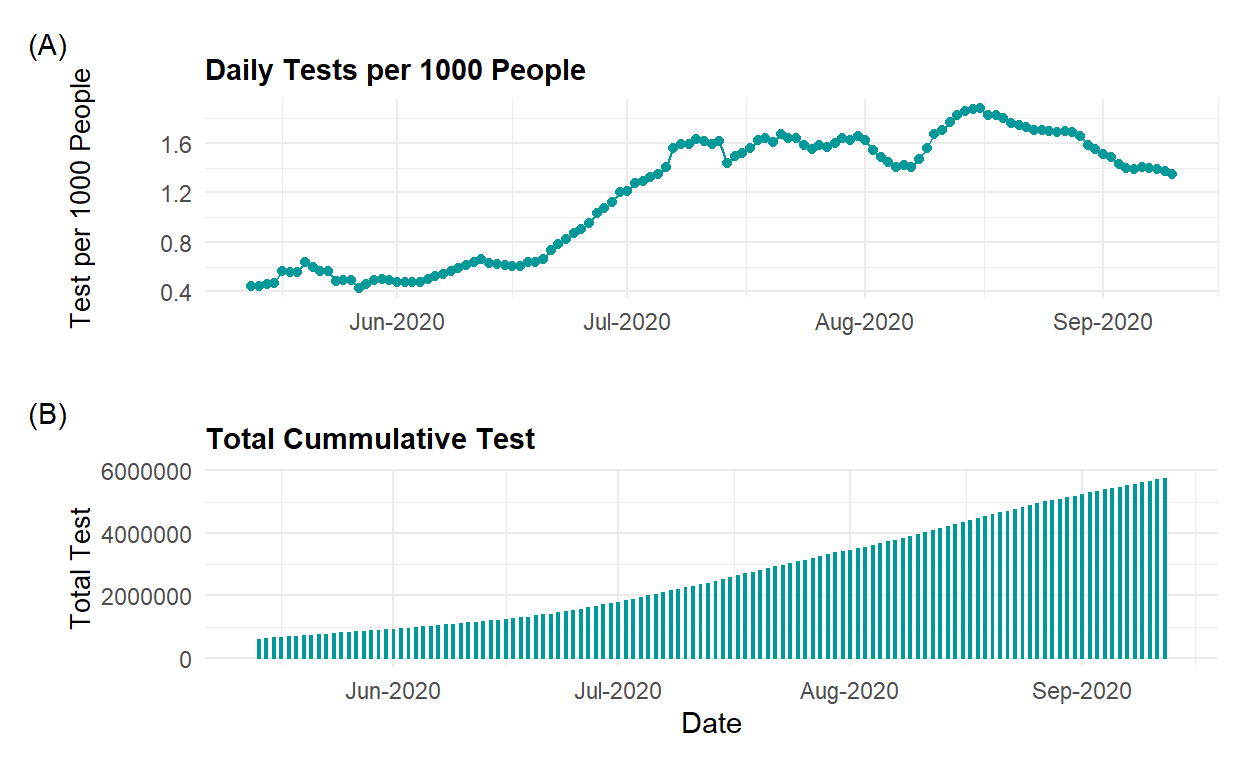 (A)
Daily Tests per 1000 People
Test per 1000 People
1.6
1.2
0.8
0.4
Jun-2020 Jul-2020 Aug-2020 Sep-2020
(B)
Total Cummulative Test
Total Test
6000000
4000000
2000000
0
Jun-2020 Jul-2020 Aug-2020 Sep-2020
Date